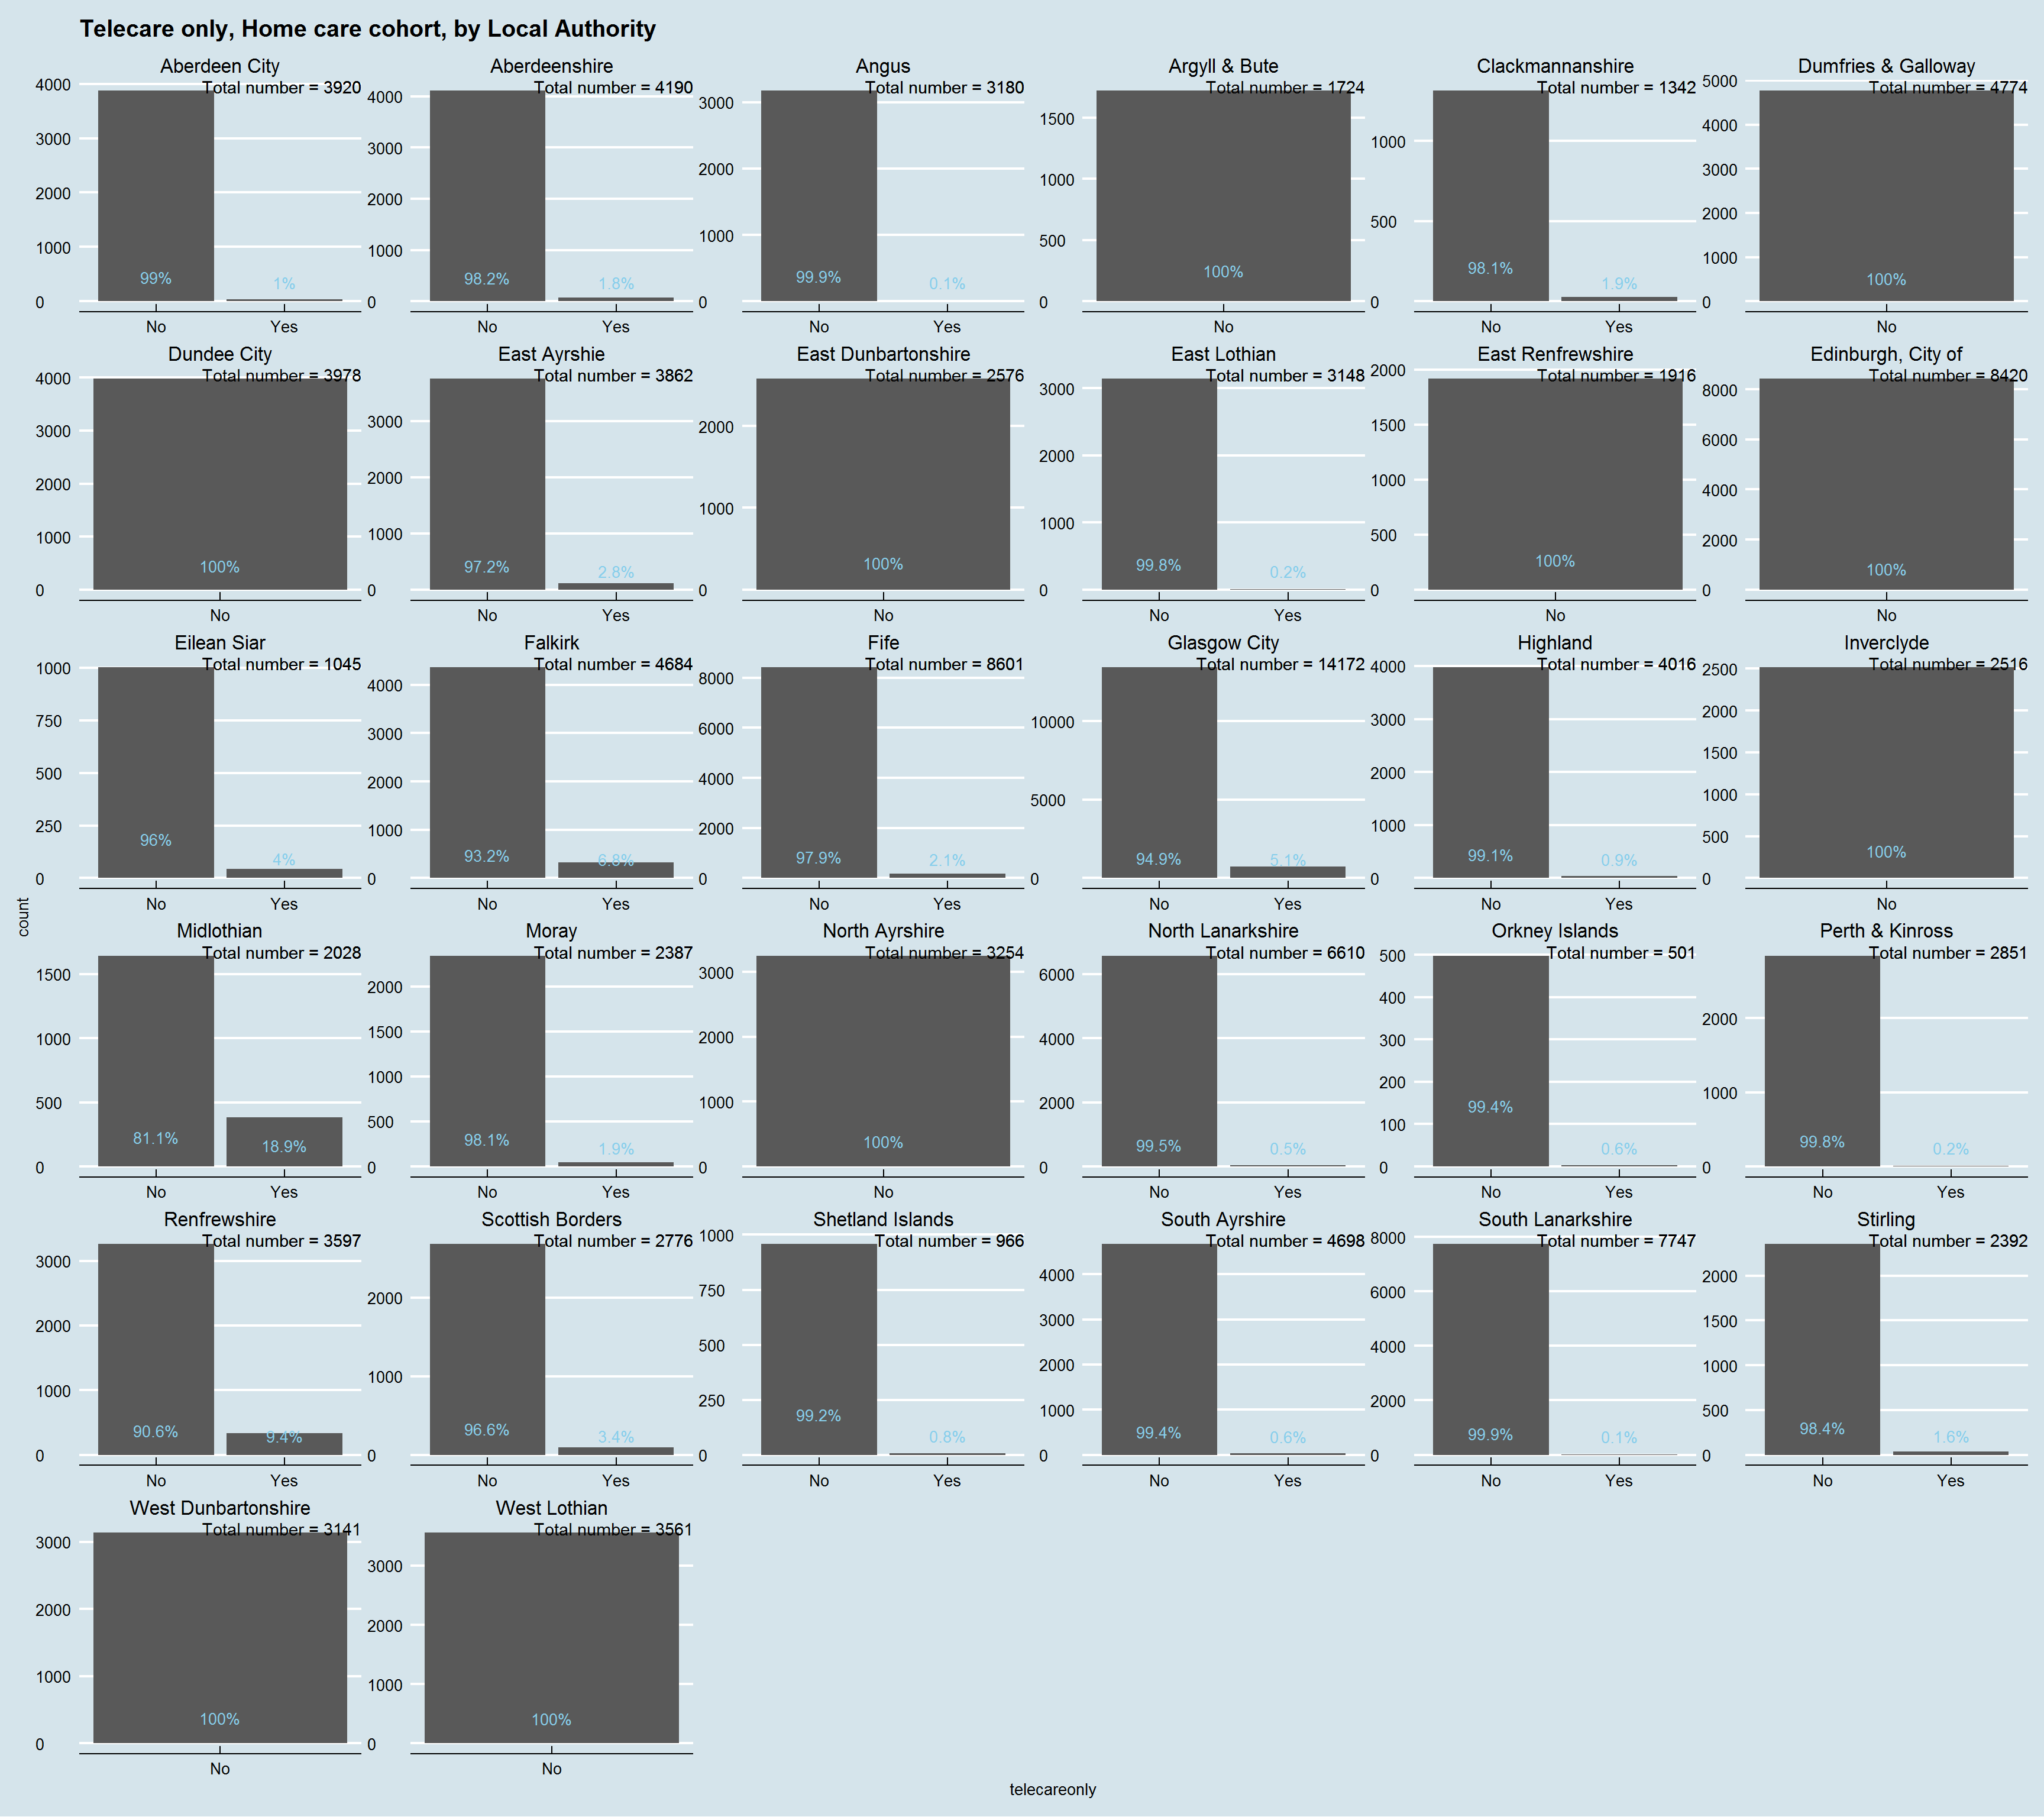 Telecare only, Home care cohort, by Local Authority
Aberdeen City
Total number = 3920
4000
3000
2000
1000
0
99%
1%
No Yes
Aberdeenshire
Total number = 4190
4000
3000
2000
1000
0
98.2%
1.8%
No Yes
Angus
Total number = 3180
3000
2000
1000
0
99.9%
0.1%
No Yes
Argyll & Bute
Total number = 1724
1500
1000
500
0
100%
No
Clackmannanshire
Total number = 1342
1000
500
0
98.1%
1.9%
No Yes
Dumfries & Galloway
Total number = 4774
5000
4000
3000
2000
1000
0
100%
No
Dundee City
Total number = 3978
4000
3000
2000
1000
0
100%
No
East Ayrshie
Total number = 3862
3000
2000
1000
0
97.2%
2.8%
No Yes
East Dunbartonshire
Total number = 2576
2000
1000
0
100%
No
East Lothian
Total number = 3148
3000
2000
1000
0
99.8%
0.2%
No Yes
East Renfrewshire
Total number = 1916
2000
1500
1000
500
0
100%
No
Edinburgh, City of
Total number = 8420
8000
6000
4000
2000
0
100%
No
Eilean Siar
Total number = 1045
1000
750
500
250
0
96%
4%
No Yes
Falkirk
Total number = 4684
4000
3000
2000
1000
0
93.2%
6.8%
No Yes
Fife
Total number = 8601
8000
6000
4000
2000
0
97.9%
2.1%
No Yes
Glasgow City
Total number = 14172
10000
5000
0
94.9%
5.1%
No Yes
Highland
Total number = 4016
4000
3000
2000
1000
0
99.1%
0.9%
No Yes
Inverclyde
Total number = 2516
2500
2000
1500
1000
500
0
100%
No
count
Midlothian
Total number = 2028
1500
1000
500
0
81.1%
18.9%
No Yes
Moray
Total number = 2387
2000
1500
1000
500
0
98.1%
1.9%
No Yes
North Ayrshire
Total number = 3254
3000
2000
1000
0
100%
No
North Lanarkshire
Total number = 6610
6000
4000
2000
0
99.5%
0.5%
No Yes
Orkney Islands
Total number = 501
500
400
300
200
100
0
99.4%
0.6%
No Yes
Perth & Kinross
Total number = 2851
2000
1000
0
99.8%
0.2%
No Yes
Renfrewshire
Total number = 3597
3000
2000
1000
0
90.6%
9.4%
No Yes
Scottish Borders
Total number = 2776
2000
1000
0
96.6%
3.4%
No Yes
Shetland Islands
Total number = 966
1000
750
500
250
0
99.2%
0.8%
No Yes
South Ayrshire
Total number = 4698
4000
3000
2000
1000
0
99.4%
0.6%
No Yes
South Lanarkshire
Total number = 7747
8000
6000
4000
2000
0
99.9%
0.1%
No Yes
Stirling
Total number = 2392
2000
1500
1000
500
0
98.4%
1.6%
No Yes
West Dunbartonshire
Total number = 3141
3000
2000
1000
0
100%
No
West Lothian
Total number = 3561
3000
2000
1000
0
100%
No
telecareonly